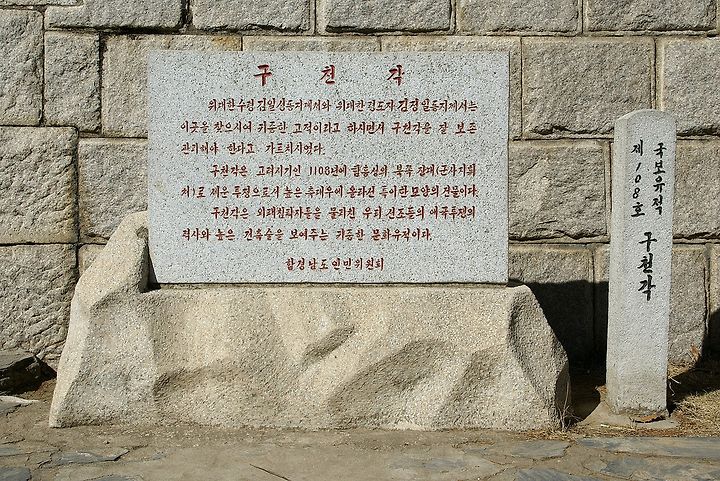 구 천 각
위대한 수령 김일성동지께서와 위대한 령도자 김정일동지께서는
이곳을 찾으시여 귀중한 고적이라고 하시면서 구천각을 잘 보존
관리해야 한다고 가르치시였다.
구천각은 고려시기인 1108년에 함흥성의 북쪽 장대(군사지휘
처)로 세운 루정으로서 높은 축대우에 올라선 특이한 모양의 건물이다.
구천각은 외래침략자들을 물리친 우리 선조들의 애국투쟁의
력사와 높은 건축술을 보여주는 귀중한 문화유적이다.
함경남도인민위원회
국보유적
제108호 구천각